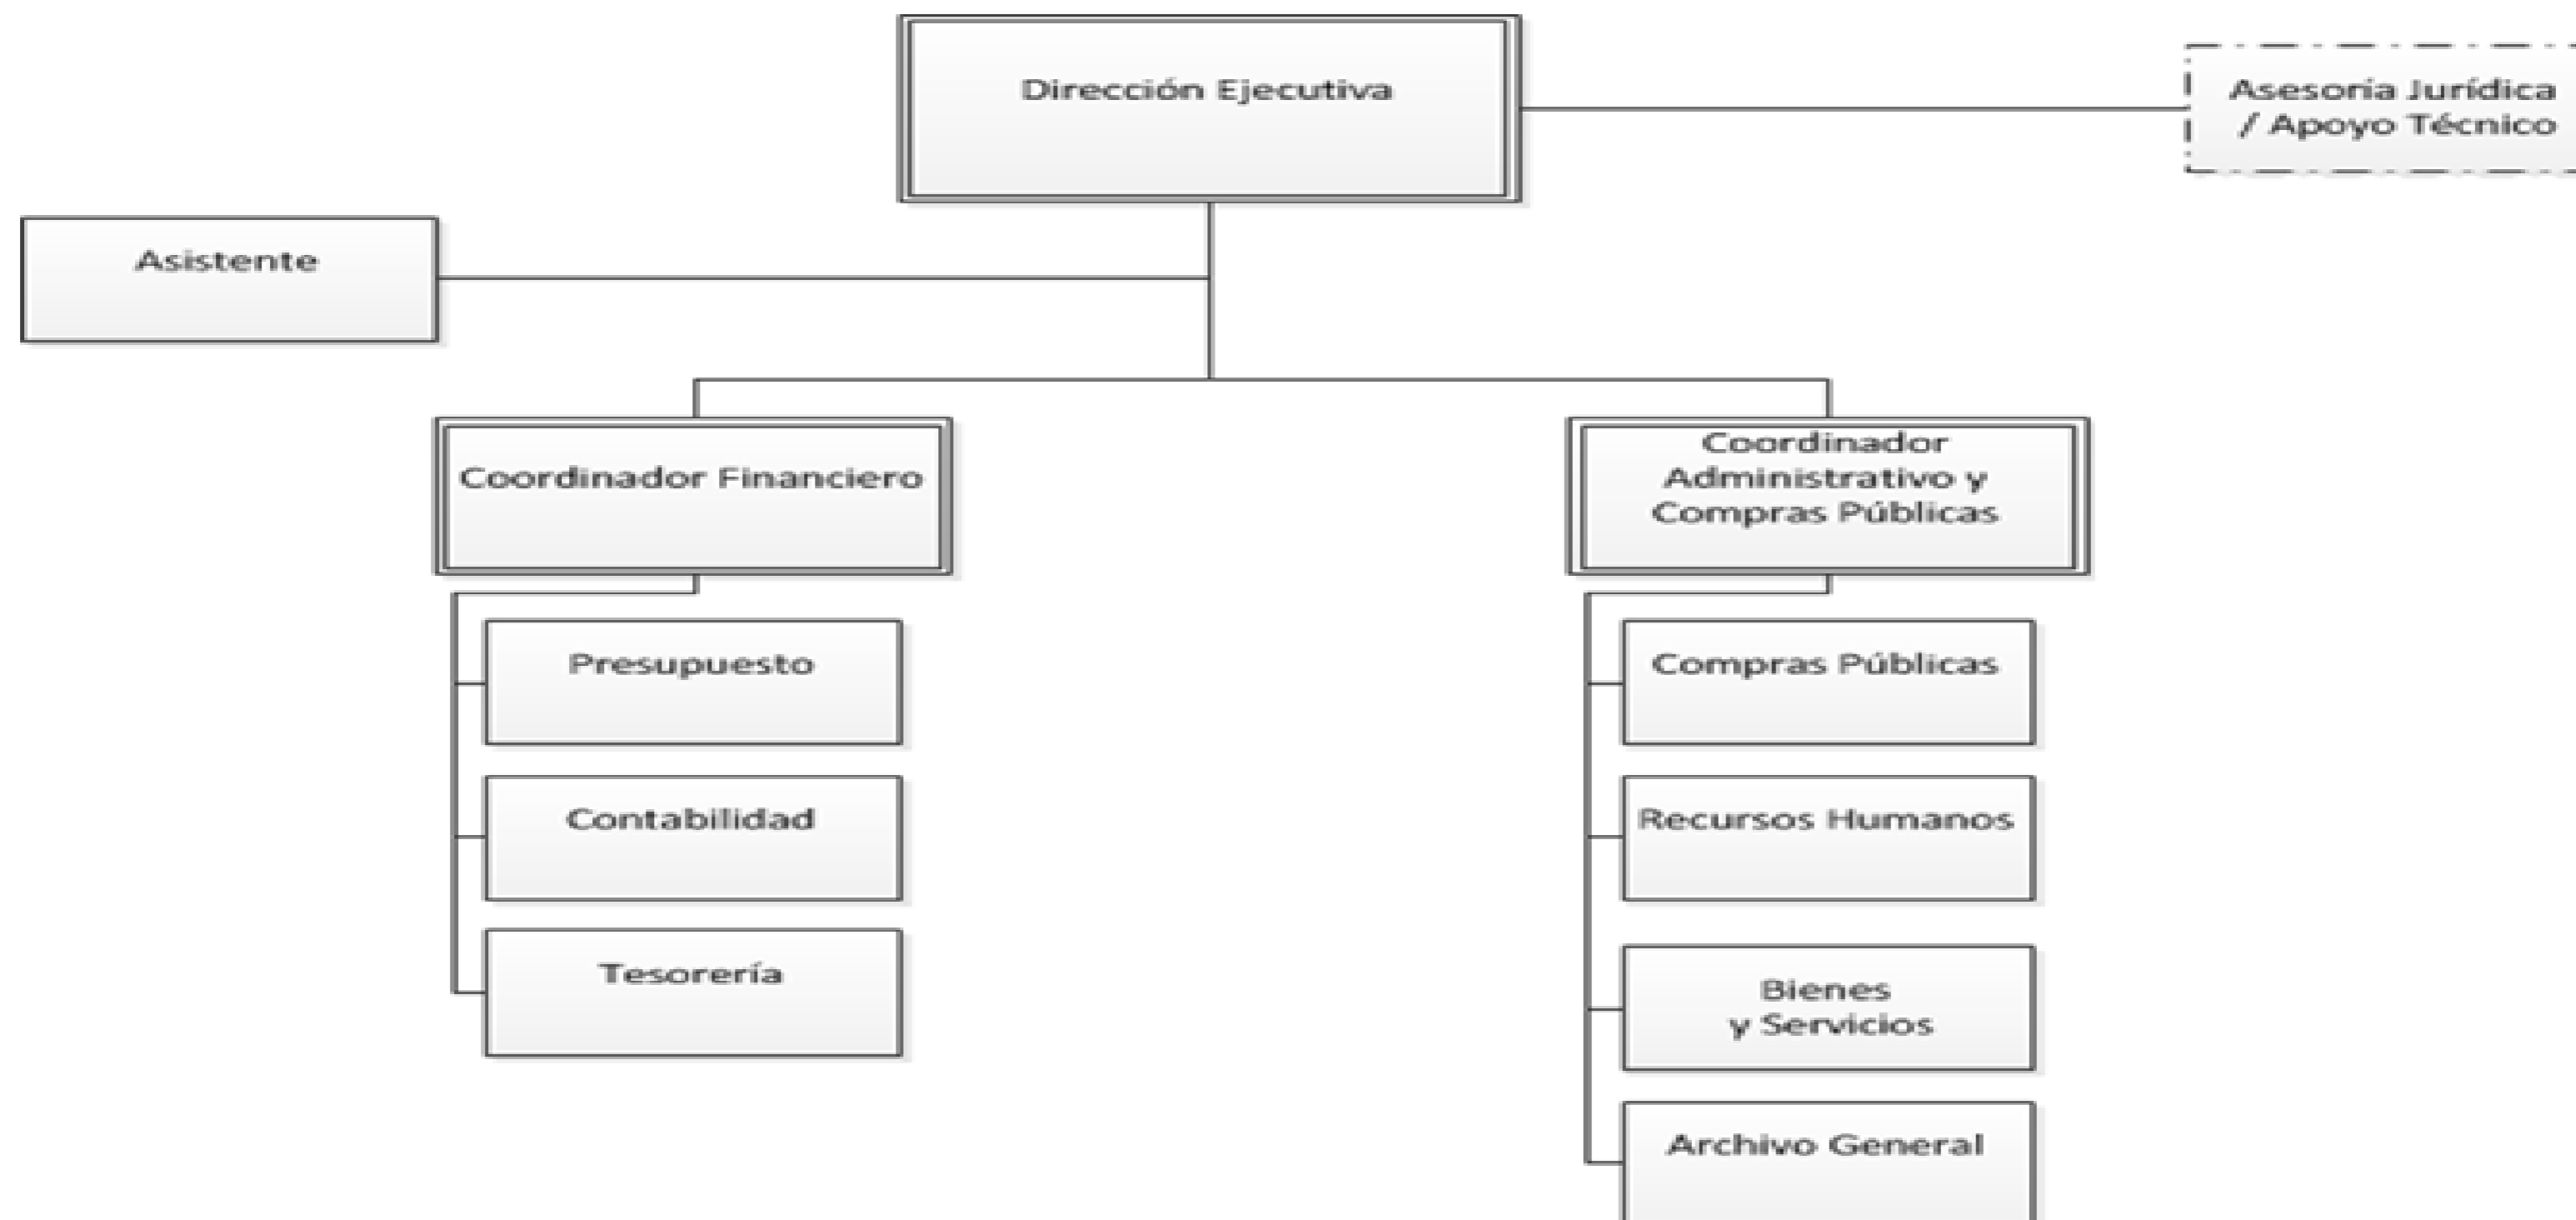 Dirección Ejecutiva
Asesoría Jurídica
/ Apoyo Técnico
Asistente
Coordinador Financiero
Coordinador
Administrativo y
Compras Públicas
Presupuesto
Compras Públicas
Contabilidad
Recursos Humanos
Tesorería
Bienes
y Servicios
Archivo General